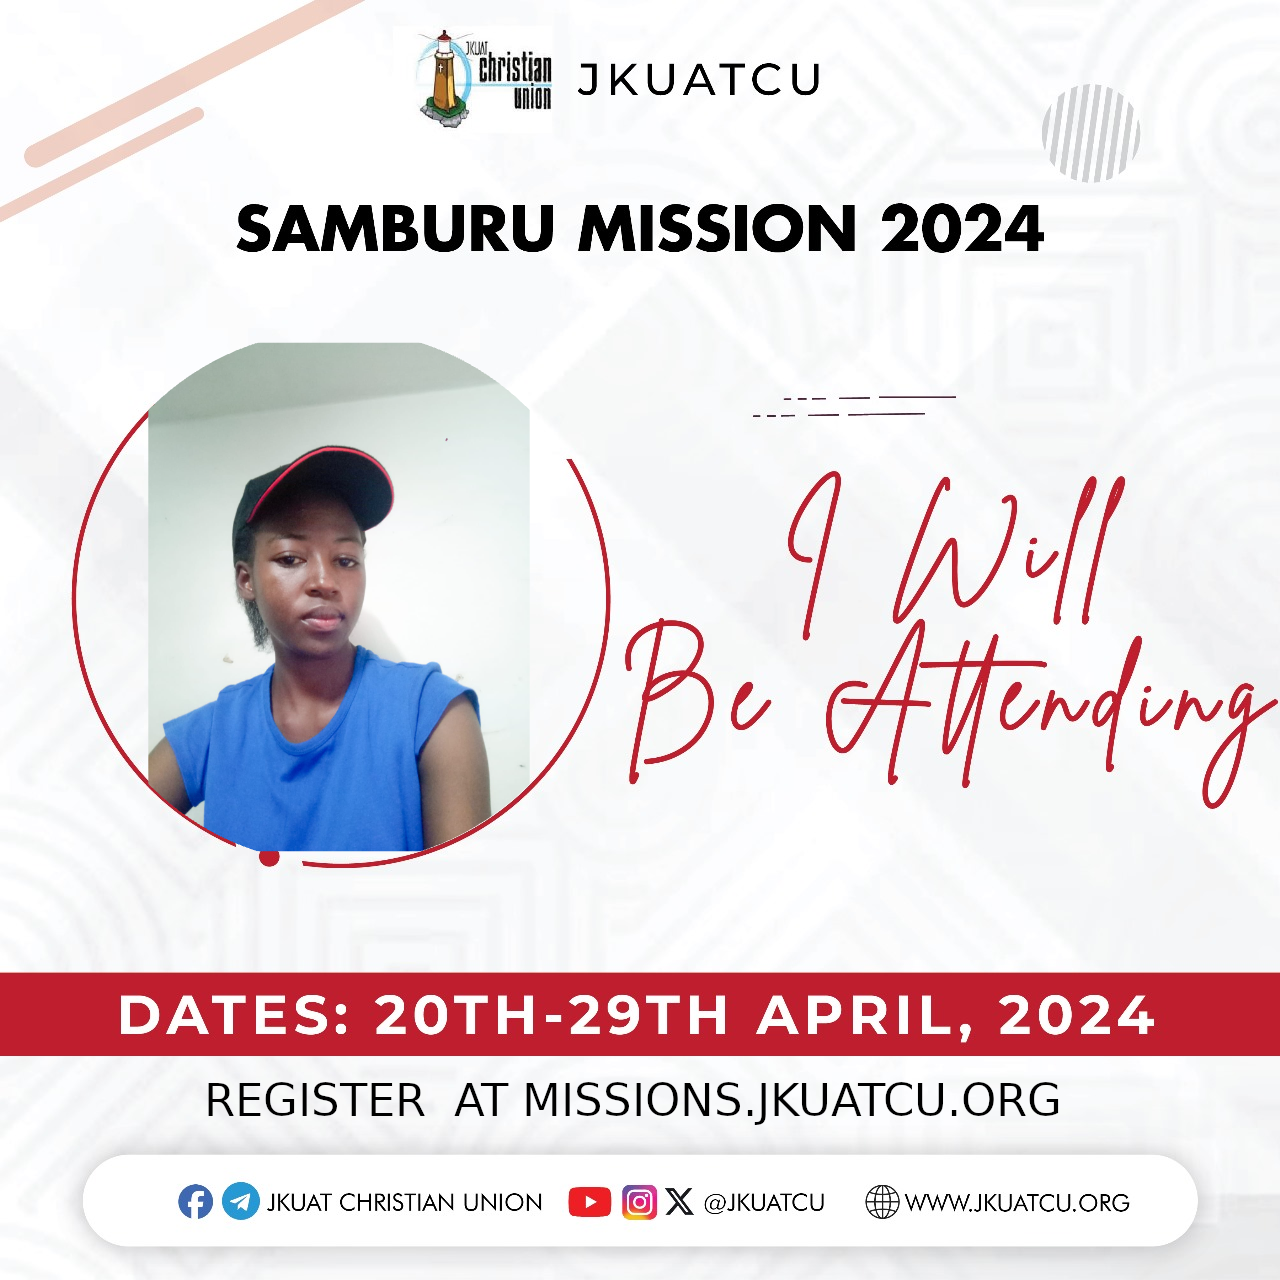 JKUAT
christian
union
JKUATCU
SAMBURU MISSION 2024
I Will
Be Attending
DATES: 20TH-29TH APRIL, 2024
REGISTER  AT MISSIONS.JKUATCU.ORG
JKUAT CHRISTIAN UNION @JKUATCU WWW.JKUATCU.ORG